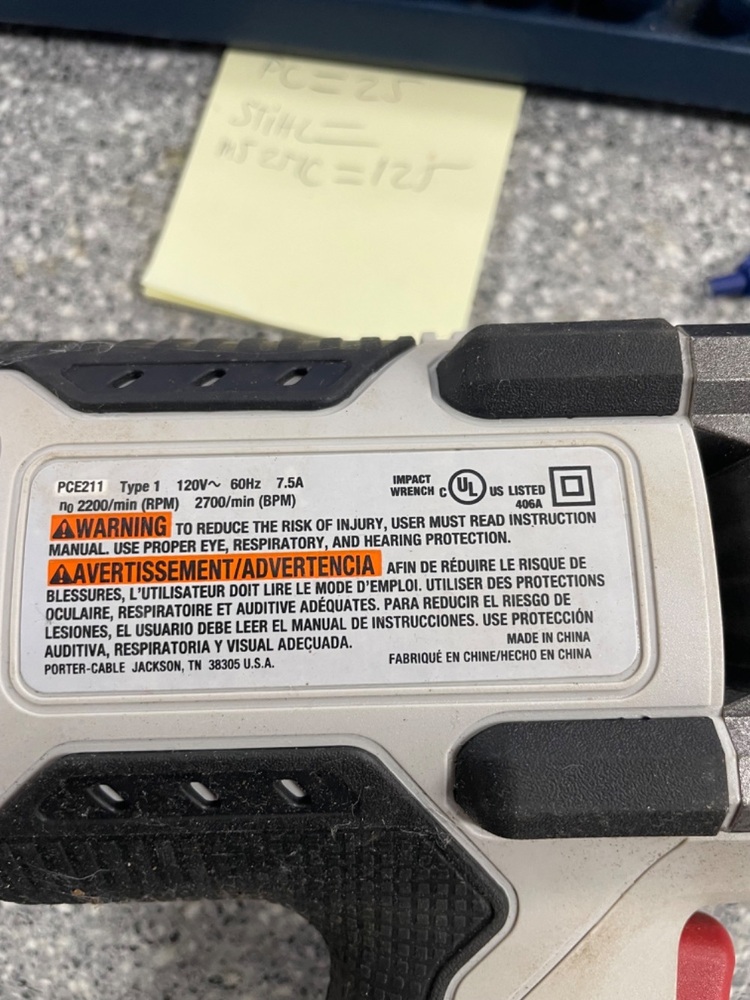 PC = 25
STIHL =
MS 271C = 125
PCE211 Type 1 120V~ 60Hz 7.5A
n₀ 2200/min (RPM) 2700/min (BPM)
IMPACT
WRENCH C UL US LISTED
406A
⚠WARNING TO REDUCE THE RISK OF INJURY, USER MUST READ INSTRUCTION
MANUAL. USE PROPER EYE, RESPIRATORY, AND HEARING PROTECTION.
⚠AVERTISSEMENT/ADVERTENCIA AFIN DE RÉDUIRE LE RISQUE DE
BLESSURES, L'UTILISATEUR DOIT LIRE LE MODE D'EMPLOI. UTILISER DES PROTECTIONS
OCULAIRE, RESPIRATOIRE ET AUDITIVE ADÉQUATES. PARA REDUCIR EL RIESGO DE
LESIONES, EL USUARIO DEBE LEER EL MANUAL DE INSTRUCCIONES. USE PROTECCIÓN
AUDITIVA, RESPIRATORIA Y VISUAL ADECUADA.
PORTER-CABLE JACKSON, TN 38305 U.S.A.
MADE IN CHINA
FABRIQUÉ EN CHINE/HECHO EN CHINA